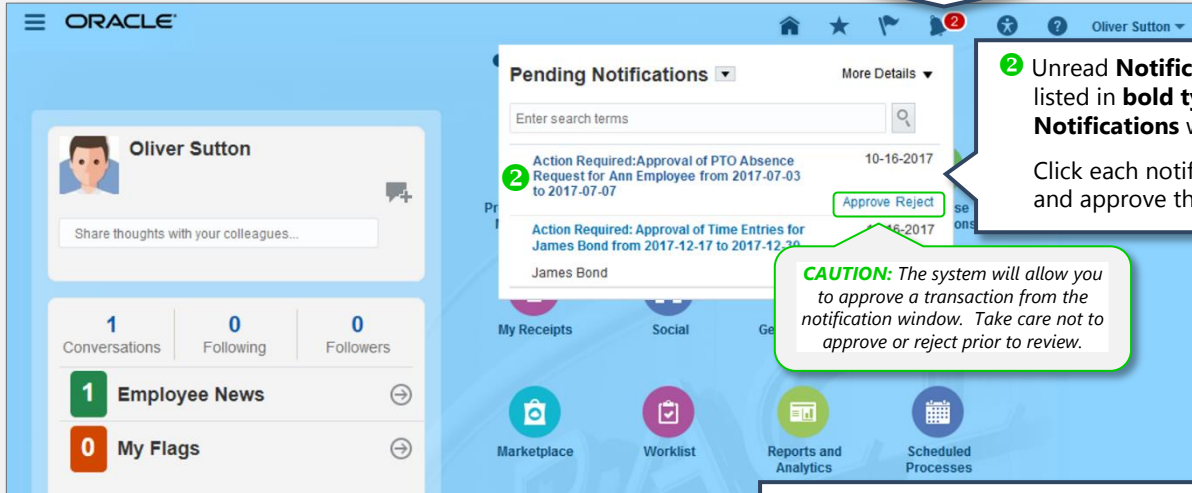 ORACLE
2
?
Oliver Sutton
Pending Notifications
More Details
Enter search terms
2
Action Required:Approval of PTO Absence
Request for Ann Employee from 2017-07-03
to 2017-07-07
10-16-2017
Approve Reject
Action Required: Approval of Time Entries for
James Bond from 2017-12-17 to
James Bond
2 Unread
listed in bold
Notifications
Click each
and approve
CAUTION: The system will allow you
to approve a transaction from the
notification window. Take care not to
approve or reject prior to review.
Oliver Sutton
Share thoughts with your colleagues...
1
Conversations
0
Following
0
Followers
1 Employee News
0 My Flags
My Receipts
Social
Marketplace
Worklist
Reports and
Analytics
Scheduled
Processes